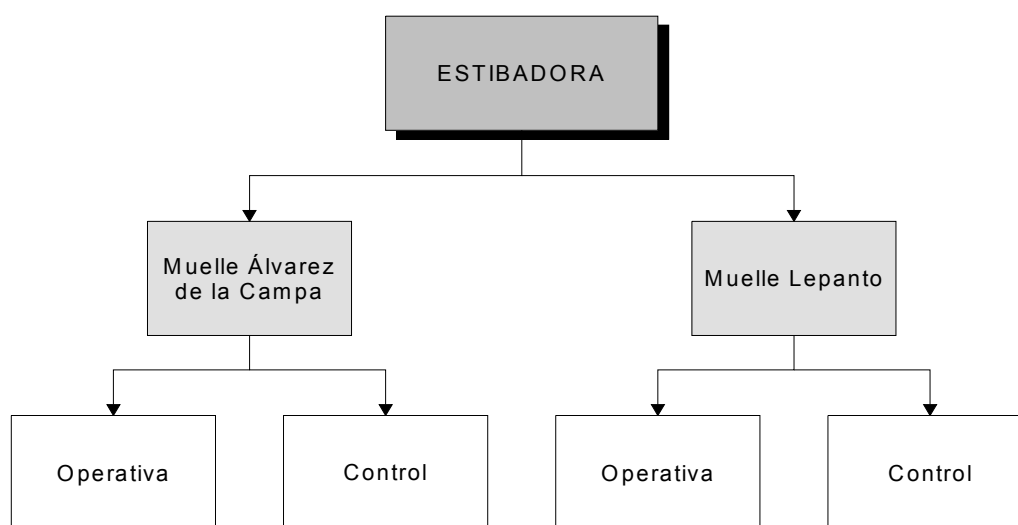 ESTIBADORA
Muelle Álvarez
de la Campa
Muelle Lepanto
Operativa
Control
Operativa
Control